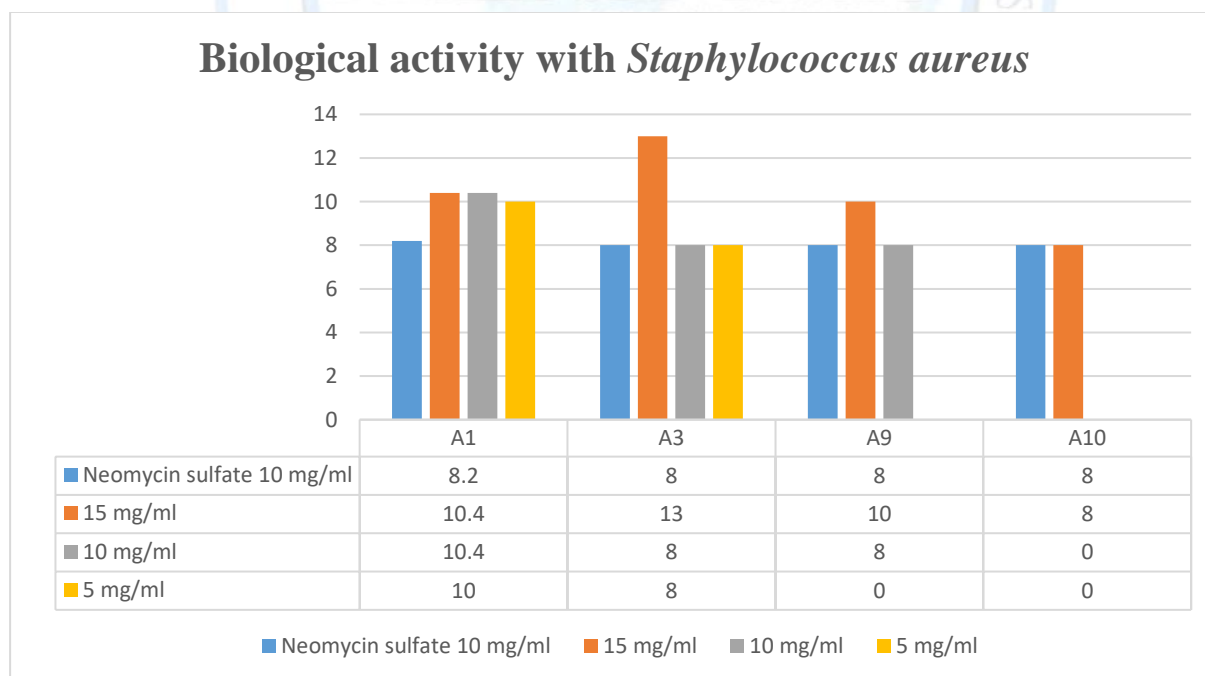 Biological activity with Staphylococcus aureus
14
12
10
8
6
4
2
0
A1 A3 A9 A10
Neomycin sulfate 10 mg/ml 8.2 8 8 8
15 mg/ml 10.4 13 10 8
10 mg/ml 10.4 8 8 0
5 mg/ml 10 8 0 0
Neomycin sulfate 10 mg/ml 15 mg/ml 10 mg/ml 5 mg/ml